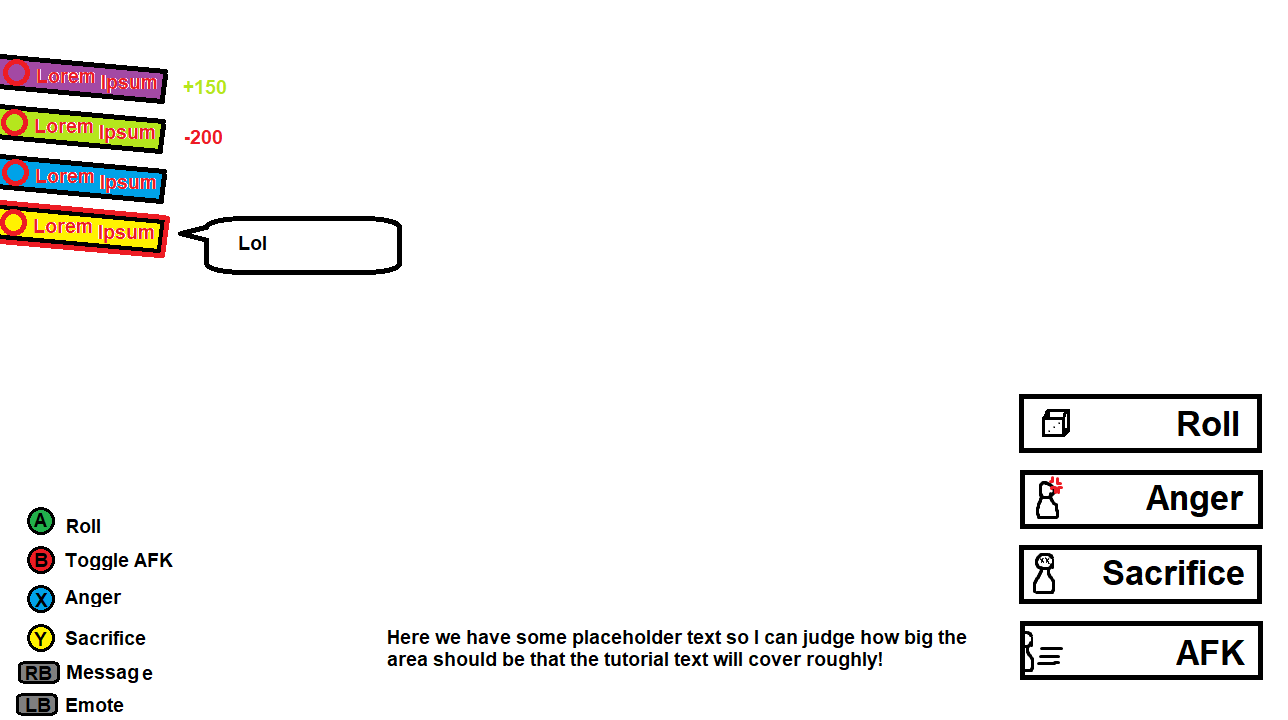 Lorem Ipsum
+150
Lorem Ipsum
-200
Lorem Ipsum
Lorem Ipsum
Lol
Roll
Anger
Sacrifice
AFK
A Roll
B Toggle AFK
X Anger
Y Sacrifice
RB Message
LB Emote
Here we have some placeholder text so I can judge how big the
area should be that the tutorial text will cover roughly!